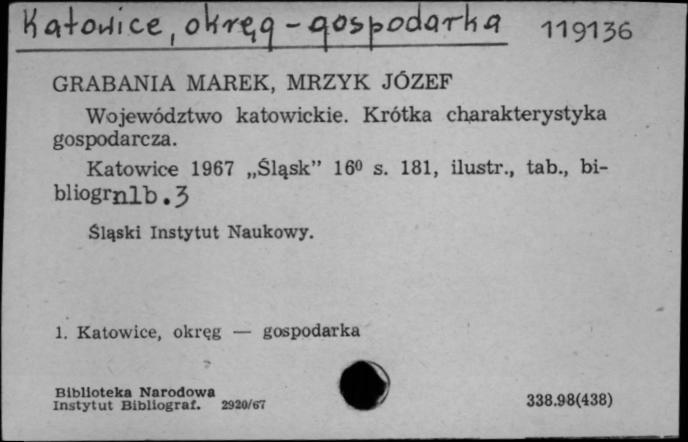 Katowice, okręg - gospodarka 119136
GRABANIA MAREK, MRZYK JÓZEF
Województwo katowickie. Krótka charakterystyka
gospodarcza.
Katowice 1967 „Śląsk” 16⁰ s. 181, ilustr., tab., bi-
bliogr nlb. 3
Śląski Instytut Naukowy.
1. Katowice, okręg — gospodarka
Biblioteka Narodowa
Instytut Bibliograf. 2920/67
338.98(438)